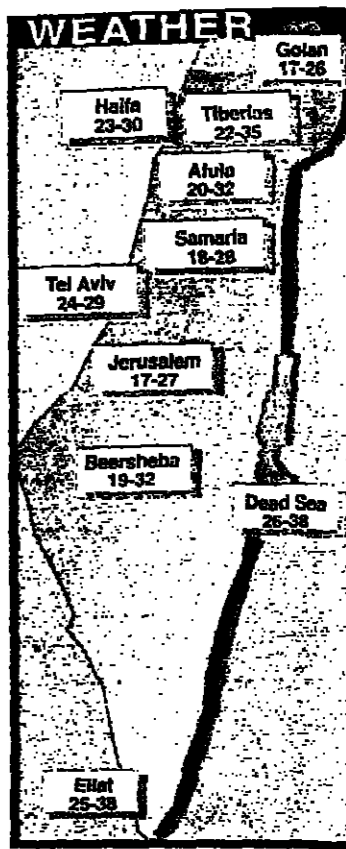 WEATHER
Golan
17-26
Haifa
23-30
Tiberias
22-35
Afula
20-32
Samaria
18-28
Tel Aviv
24-29
Jerusalem
17-27
Beersheba
19-32
Dead Sea
26-38
Eilat
25-38